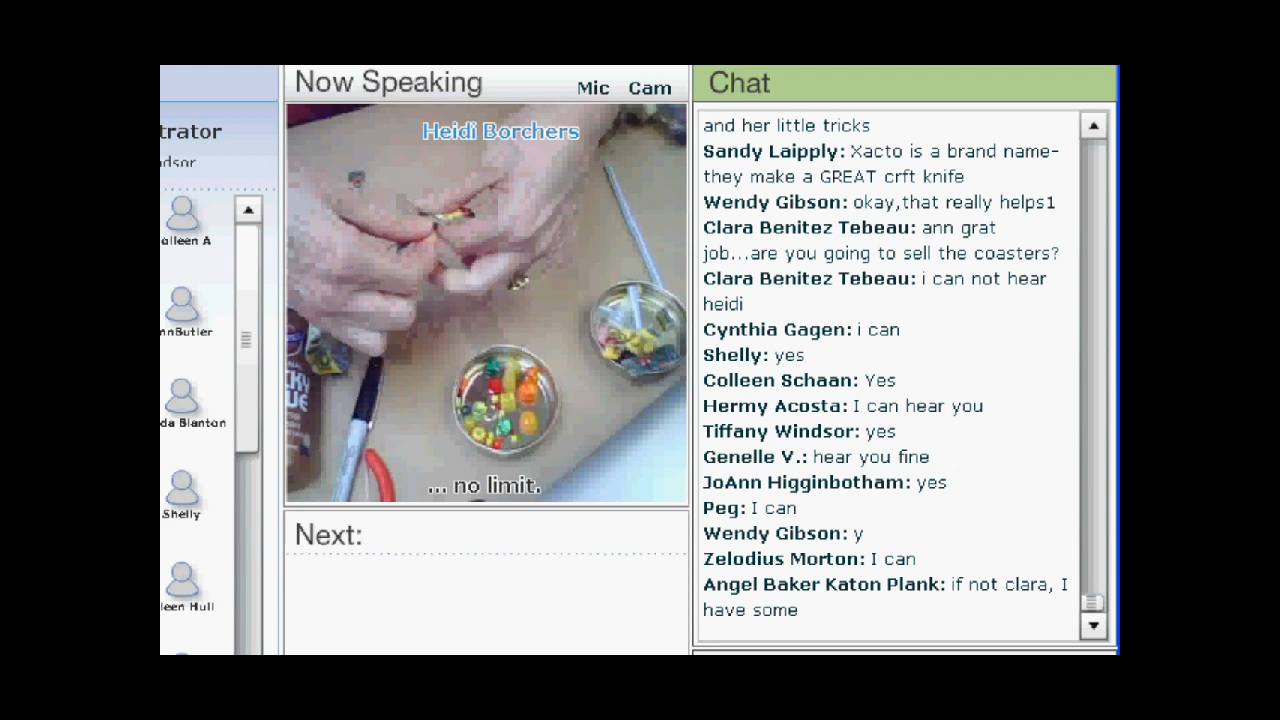 trator
dsor
olleen A
nnButler
da Blanton
Shelly
leen Hull
Now Speaking
Mic Cam
Heidi Borchers
... no limit.
Next:
Chat
and her little tricks
Sandy Laipply: Xacto is a brand name-
they make a GREAT crft knife
Wendy Gibson: okay,that really helps1
Clara Benitez Tebeau: ann grat
job...are you going to sell the coasters?
Clara Benitez Tebeau: i can not hear
heidi
Cynthia Gagen: i can
Shelly: yes
Colleen Schaan: Yes
Hermy Acosta: I can hear you
Tiffany Windsor: yes
Genelle V.: hear you fine
JoAnn Higginbotham: yes
Peg: I can
Wendy Gibson: y
Zelodius Morton: I can
Angel Baker Katon Plank: if not clara, I
have some